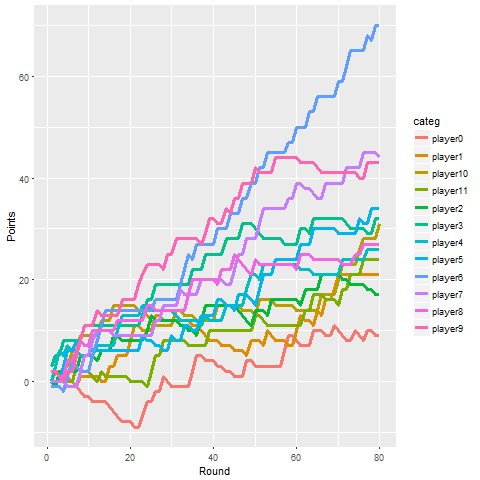 60
40
20
0
Points
0
20
40
60
80
Round
categ
player0
player1
player10
player11
player2
player3
player4
player5
player6
player7
player8
player9